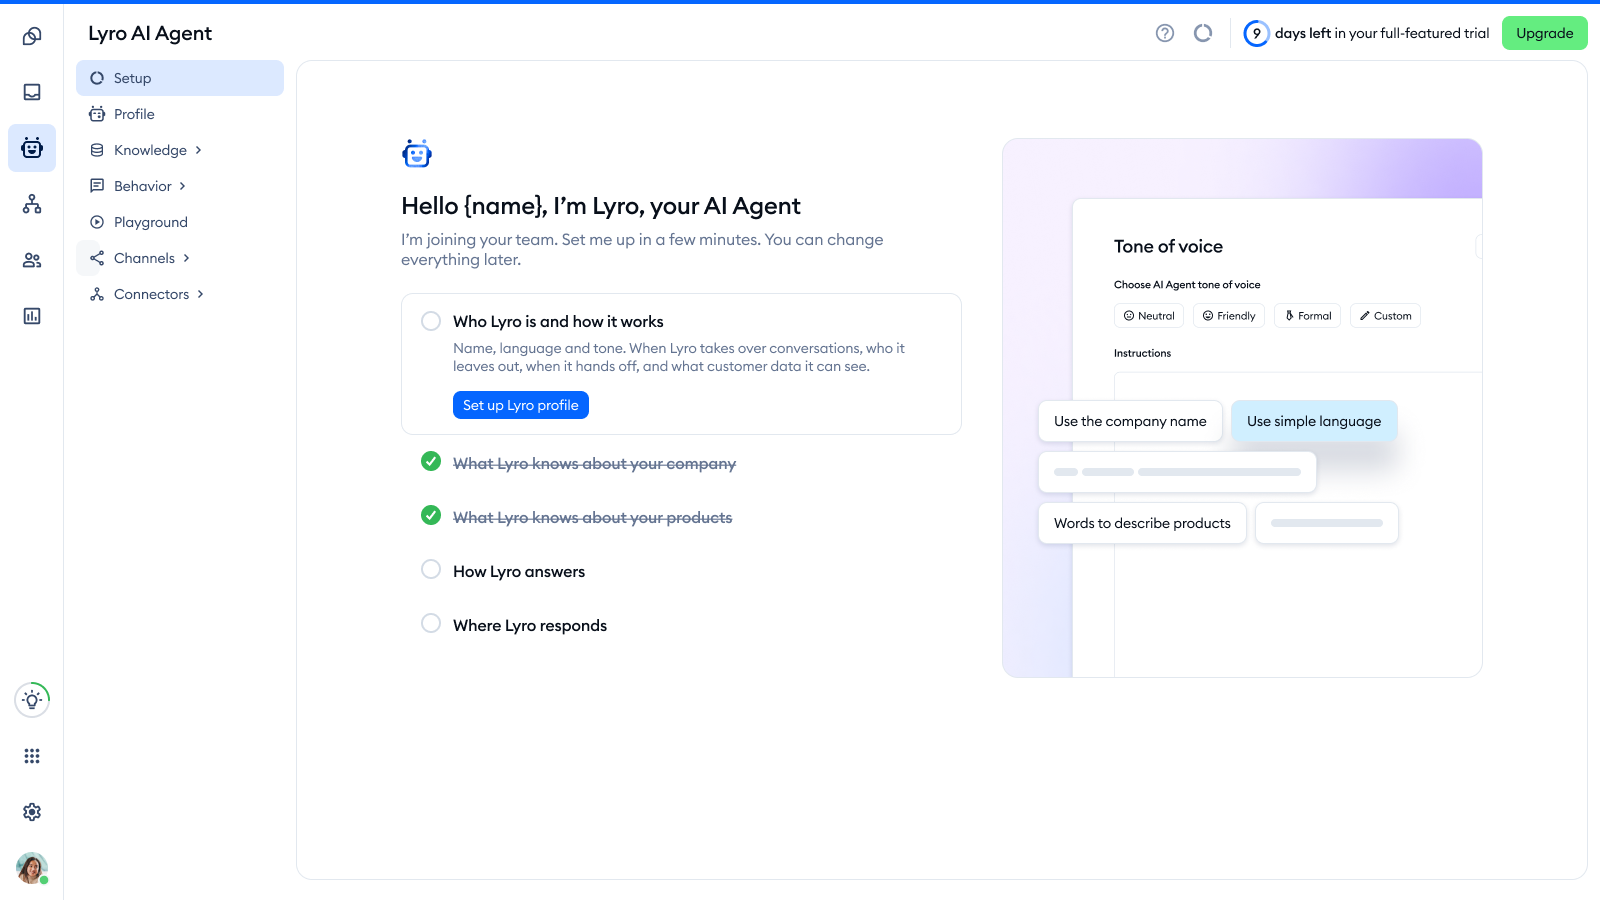 Lyro AI Agent
9 days left in your full-featured trial
Upgrade
Setup
Profile
Knowledge
Behavior
Playground
Channels
Connectors
Hello {name}, I’m Lyro, your AI Agent
I’m joining your team. Set me up in a few minutes. You can change
everything later.
Who Lyro is and how it works
Name, language and tone. When Lyro takes over conversations, who it
leaves out, when it hands off, and what customer data it can see.
Set up Lyro profile
What Lyro knows about your company
What Lyro knows about your products
How Lyro answers
Where Lyro responds
Tone of voice
Choose AI Agent tone of voice
Neutral
Friendly
Formal
Custom
Instructions
Use the company name
Use simple language
Words to describe products